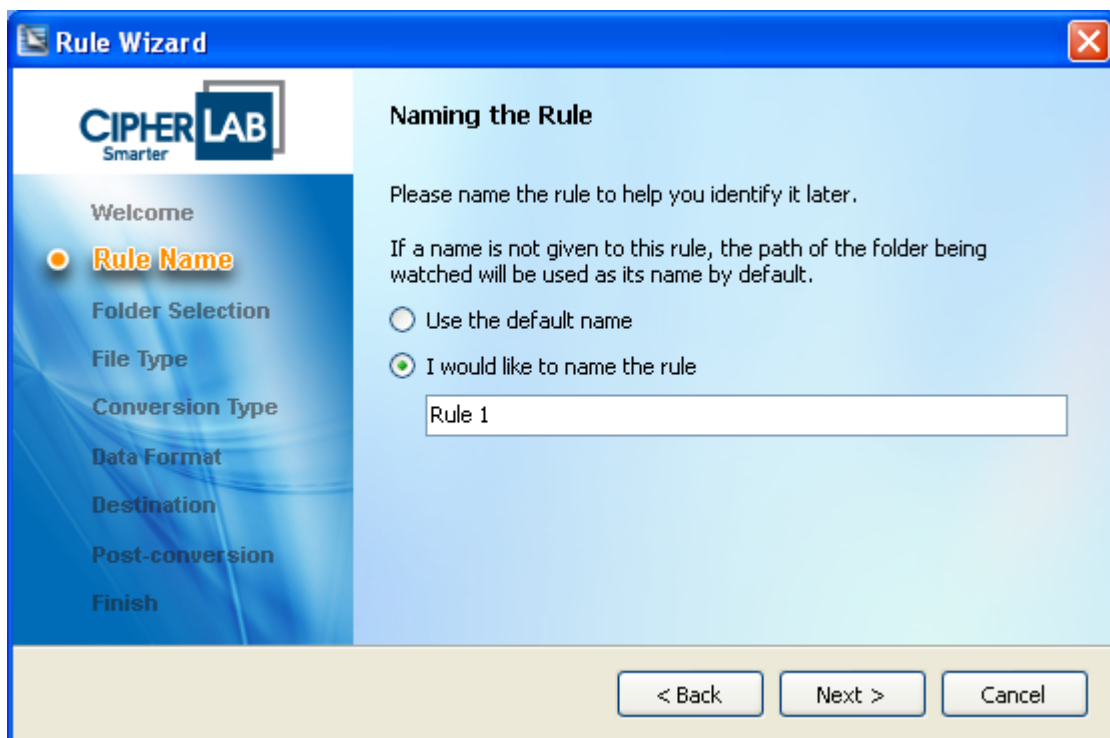 Rule Wizard
CIPHERLAB
Smarter
Welcome
Rule Name
Folder Selection
File Type
Conversion Type
Data Format
Destination
Post-conversion
Finish
Naming the Rule
Please name the rule to help you identify it later.
If a name is not given to this rule, the path of the folder being
watched will be used as its name by default.
Use the default name
I would like to name the rule
Rule 1
< Back
Next >
Cancel